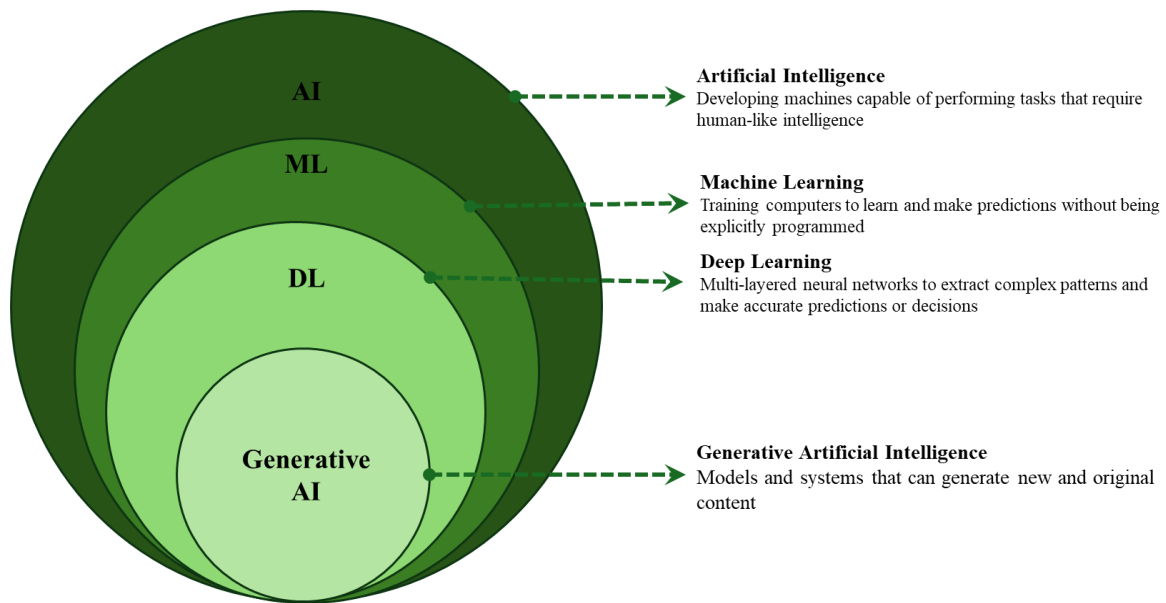 AI
ML
DL
Generative
AI
Artificial Intelligence
Developing machines capable of performing tasks that require
human-like intelligence
Machine Learning
Training computers to learn and make predictions without being
explicitly programmed
Deep Learning
Multi-layered neural networks to extract complex patterns and
make accurate predictions or decisions
Generative Artificial Intelligence
Models and systems that can generate new and original
content